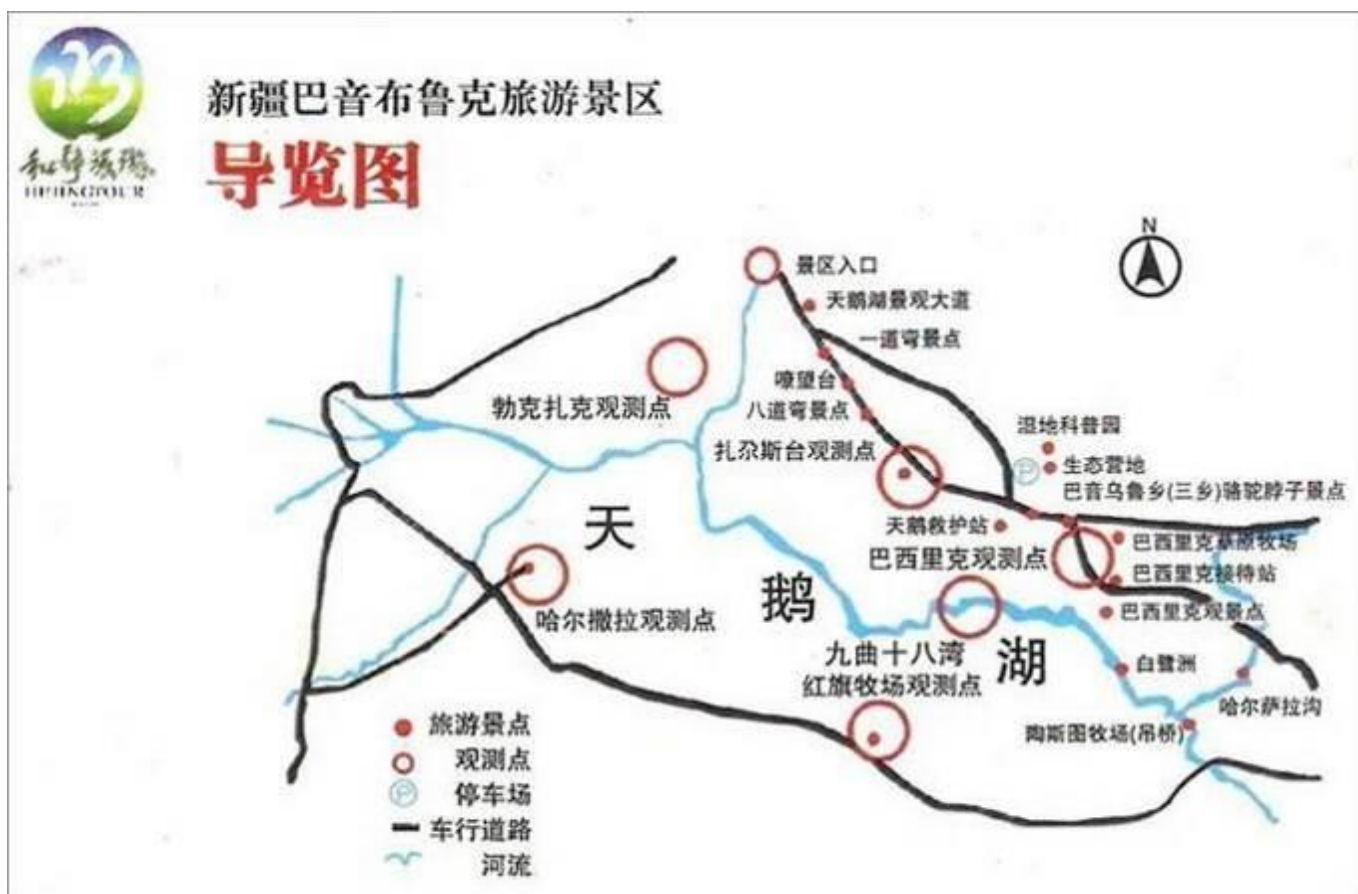 新疆巴音布鲁克旅游景区
导览图
N
景区入口
天鹅湖景观大道
一道弯景点
嘹望台
八道弯景点
勃克扎克观测点
扎尕斯台观测点
湿地科普园
P
生态营地
巴音乌鲁乡(三乡)骆驼脖子景点
天鹅救护站
巴西里克草原牧场
巴西里克观测点
巴西里克接待站
巴西里克观景点
天
鹅
湖
哈尔撒拉观测点
九曲十八湾
红旗牧场观测点
白鹭洲
哈尔萨拉沟
陶斯图牧场(吊桥)
旅游景点
观测点
P 停车场
车行道路
河流